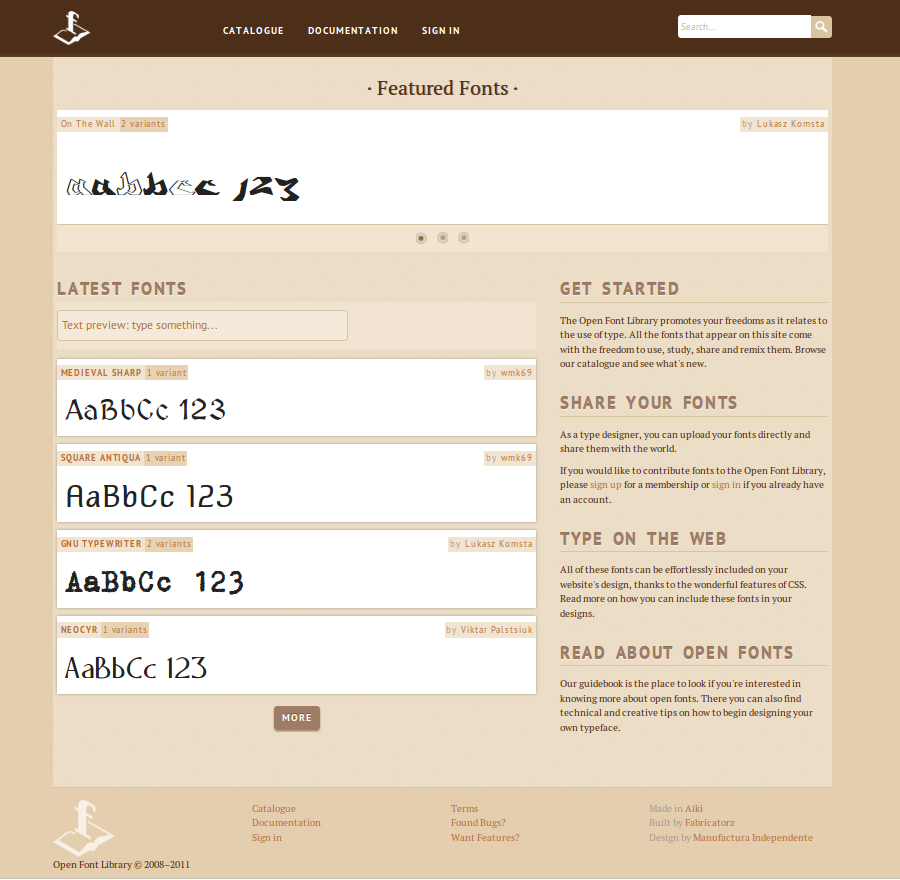 CATALOGUE DOCUMENTATION SIGN IN Search...
· Featured Fonts ·
On The Wall 2 variants by Lukasz Komsta
aabbcc 123
LATEST FONTS
Text preview: type something...
MEDIEVAL SHARP 1 variant by wmk69
AaBbCc 123
SQUARE ANTIQUA 1 variant by wmk69
AaBbCc 123
GNU TYPEWRITER 2 variants by Lukasz Komsta
AaBbCc 123
NEOCYR 1 variants by Viktar Palstsiuk
AaBbCc 123
MORE
GET STARTED
The Open Font Library promotes your freedoms as it relates to
the use of type. All the fonts that appear on this site come
with the freedom to use, study, share and remix them. Browse
our catalogue and see what's new.
SHARE YOUR FONTS
As a type designer, you can upload your fonts directly and
share them with the world.
If you would like to contribute fonts to the Open Font Library,
please sign up for a membership or sign in if you already have
an account.
TYPE ON THE WEB
All of these fonts can be effortlessly included on your
website's design, thanks to the wonderful features of CSS.
Read more on how you can include these fonts in your
designs.
READ ABOUT OPEN FONTS
Our guidebook is the place to look if you're interested in
knowing more about open fonts. There you can also find
technical and creative tips on how to begin designing your
own typeface.
Open Font Library © 2008–2011
Catalogue
Documentation
Sign in
Terms
Found Bugs?
Want Features?
Made in Aiki
Built by Fabricatorz
Design by Manufactura Independente